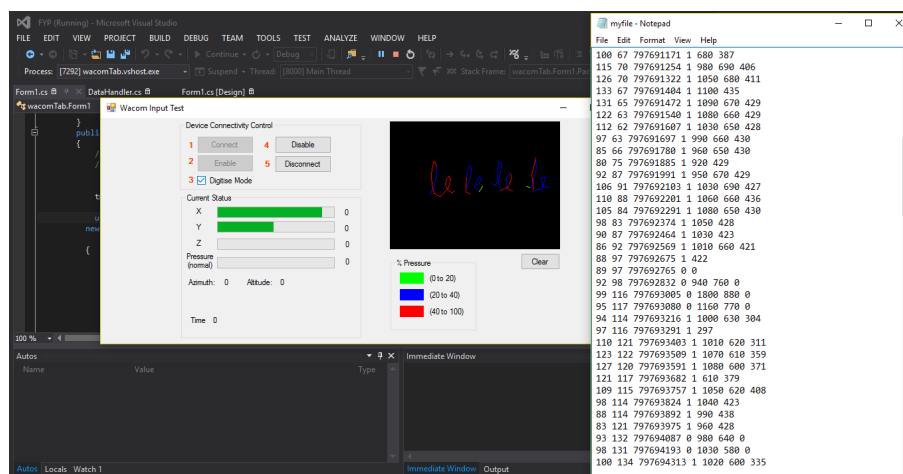 FYP (Running) - Microsoft Visual Studio
FILE EDIT VIEW PROJECT BUILD DEBUG TEAM TOOLS TEST ANALYZE WINDOW HELP
Continue Debug
Process: [7292] wacomTab.vshost.exe Suspend Thread: [8000] Main Thread Stack Frame: wacomTab.Form1.Pac
Form1.cs DataHandler.cs Form1.cs [Design]
wacomTab.Form1
}
publi
{
t
u
new
{
100 %
Wacom Input Test
Device Connectivity Control
1 Connect 4 Disable
2 Enable 5 Disconnect
3 Digitise Mode
Current Status
X 0
Y 0
Z 0
Pressure (normal) 0
Azimuth: 0 Altitude: 0
Time 0
% Pressure
(0 to 20)
(20 to 40)
(40 to 100)
Clear
Autos
Name Value Type
Autos Locals Watch 1
Immediate Window
Immediate Window Output
myfile - Notepad
File Edit Format View Help
100 67 797691171 1 680 387
115 70 797691254 1 980 690 406
126 70 797691322 1 1050 680 411
133 67 797691404 1 1100 435
131 65 797691472 1 1090 670 429
122 63 797691540 1 1080 660 429
112 62 797691607 1 1030 650 428
97 63 797691697 1 990 660 430
85 66 797691780 1 960 650 430
80 75 797691885 1 920 429
92 87 797691991 1 950 670 429
106 91 797692103 1 1030 690 427
110 88 797692201 1 1060 660 436
105 84 797692291 1 1080 650 430
98 83 797692374 1 1050 428
90 87 797692464 1 1030 423
86 92 797692569 1 1010 660 421
88 97 797692675 1 422
89 97 797692765 0 0
92 98 797692832 0 940 760 0
99 116 797693005 0 1800 880 0
95 117 797693080 0 1160 770 0
94 114 797693216 1 1000 630 304
97 116 797693291 1 297
110 121 797693403 1 1010 620 311
123 122 797693509 1 1070 610 359
127 120 797693591 1 1080 600 371
121 117 797693682 1 610 379
109 115 797693757 1 1050 620 408
98 114 797693824 1 1040 423
88 114 797693892 1 990 438
83 121 797693975 1 960 428
93 132 797694087 0 980 640 0
98 131 797694193 0 1030 580 0
100 134 797694313 1 1020 600 335